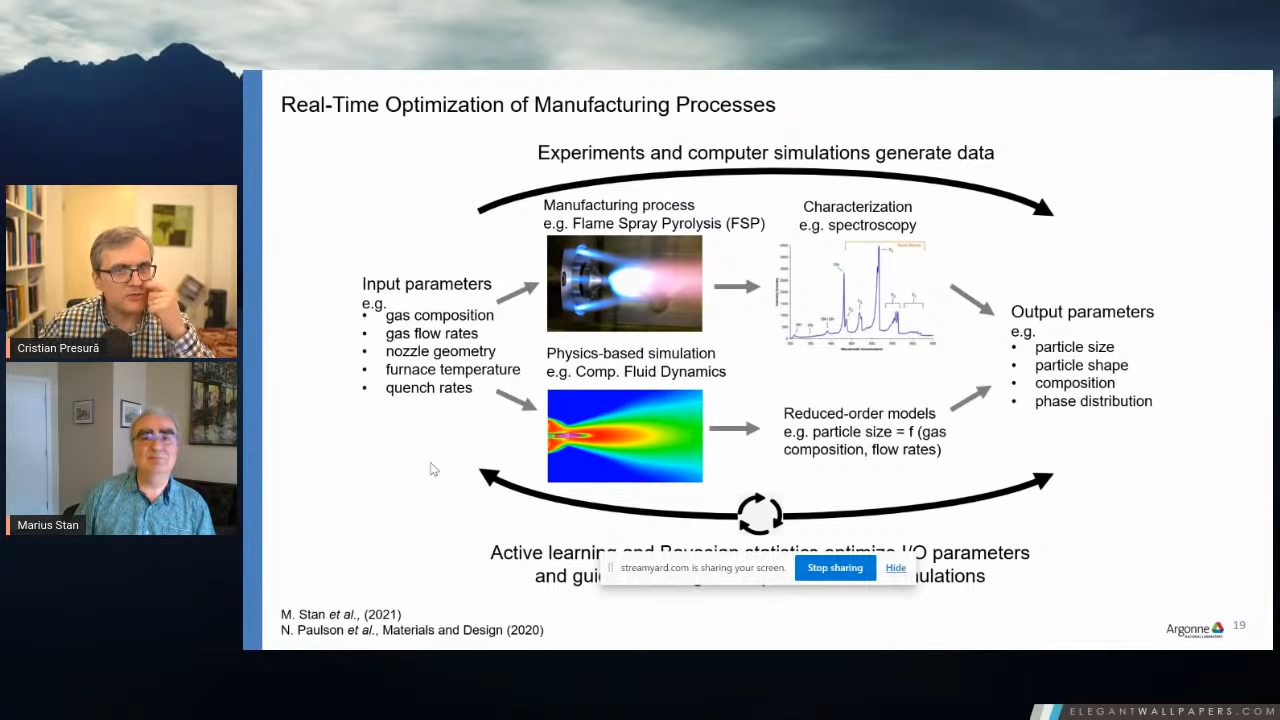 Real-Time Optimization of Manufacturing Processes
Experiments and computer simulations generate data
Manufacturing process
e.g. Flame Spray Pyrolysis (FSP)
Characterization
e.g. spectroscopy
Input parameters
e.g.
• gas composition
• gas flow rates
• nozzle geometry
• furnace temperature
• quench rates
Physics-based simulation
e.g. Comp. Fluid Dynamics
Reduced-order models
e.g. particle size = f (gas
composition, flow rates)
Output parameters
e.g.
• particle size
• particle shape
• composition
• phase distribution
Active learning and Bayesian statistics optimize I/O parameters
and
streamyard.com is sharing your screen.
Stop sharing
Hide
M. Stan et al., (2021)
N. Paulson et al., Materials and Design (2020)
Argonne
NATIONAL LABORATORY
19
Cristian Presură
Marius Stan
ELEGANTWALLPAPERS.COM